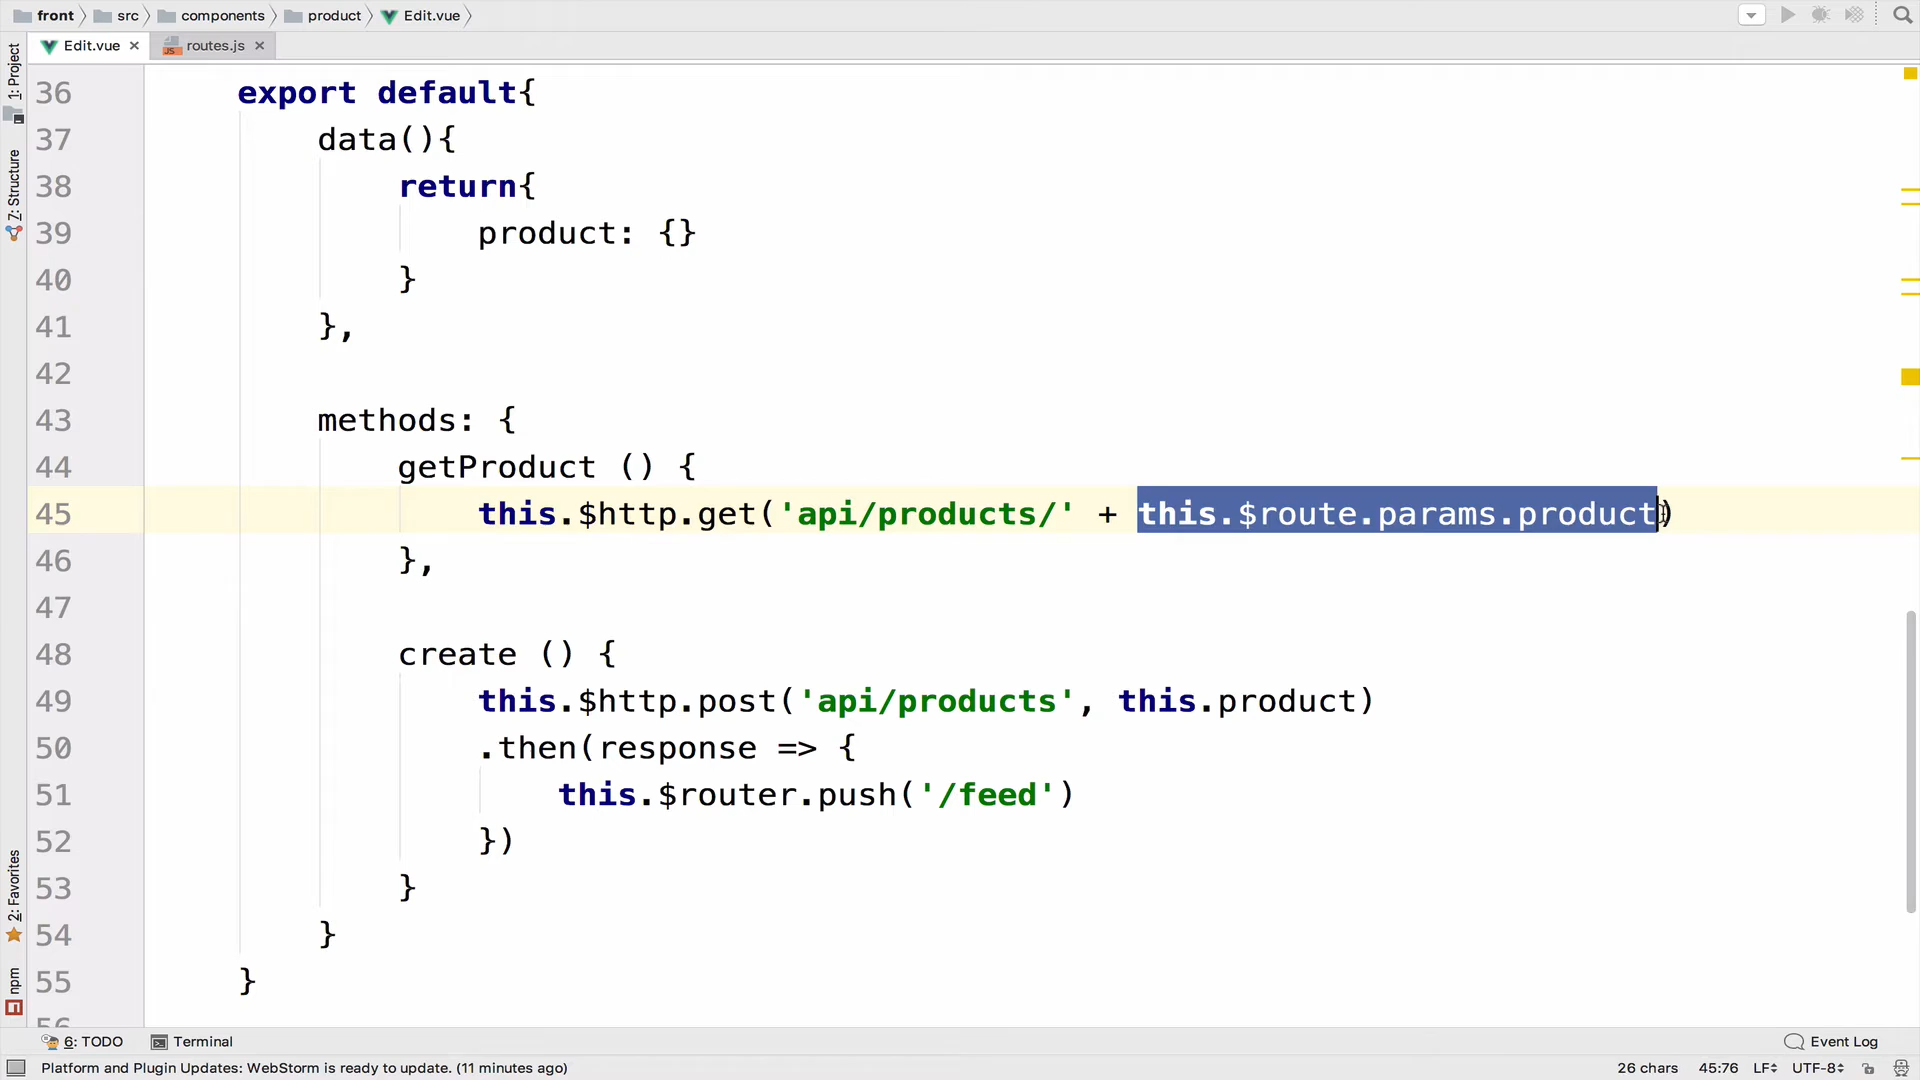 front src components product Edit.vue
Edit.vue routes.js
1: Project
7: Structure
2: Favorites
npm
36 export default{
37 data(){
38 return{
39 product: {}
40 }
41 },
42
43 methods: {
44 getProduct () {
45 this.$http.get('api/products/' + this.$route.params.product)
46 },
47
48 create () {
49 this.$http.post('api/products', this.product)
50 .then(response => {
51 this.$router.push('/feed')
52 })
53 }
54 }
55 }
56
6: TODO Terminal Event Log
Platform and Plugin Updates: WebStorm is ready to update. (11 minutes ago) 26 chars 45:76 LF UTF-8